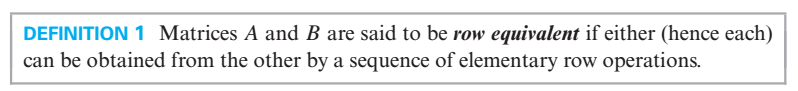 DEFINITION 1 Matrices A and B are said to be row equivalent if either (hence each)
can be obtained from the other by a sequence of elementary row operations.